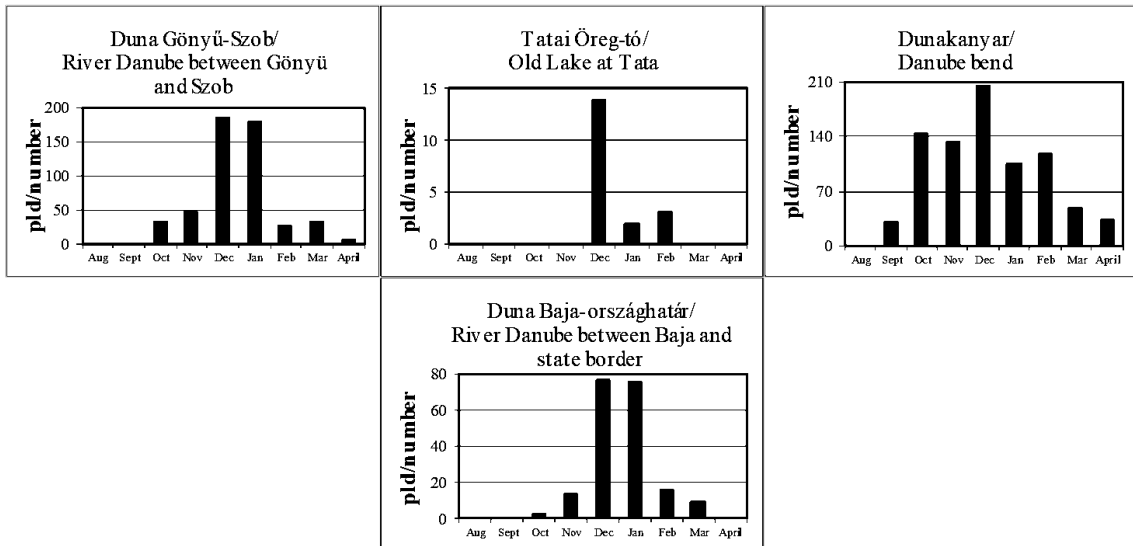 Duna Gönyű-Szob/
River Danube between Gönyü
and Szob
pld/number
200
150
100
50
0
Aug Sept Oct Nov Dec Jan Feb Mar April
Tatai Öreg-tó/
Old Lake at Tata
pld/number
15
10
5
0
Aug Sept Oct Nov Dec Jan Feb Mar April
Dunakanyar/
Danube bend
pld/number
210
140
70
0
Aug Sept Oct Nov Dec Jan Feb Mar April
Duna Baja-országhatár/
River Danube between Baja and
state border
pld/number
80
60
40
20
0
Aug Sept Oct Nov Dec Jan Feb Mar April